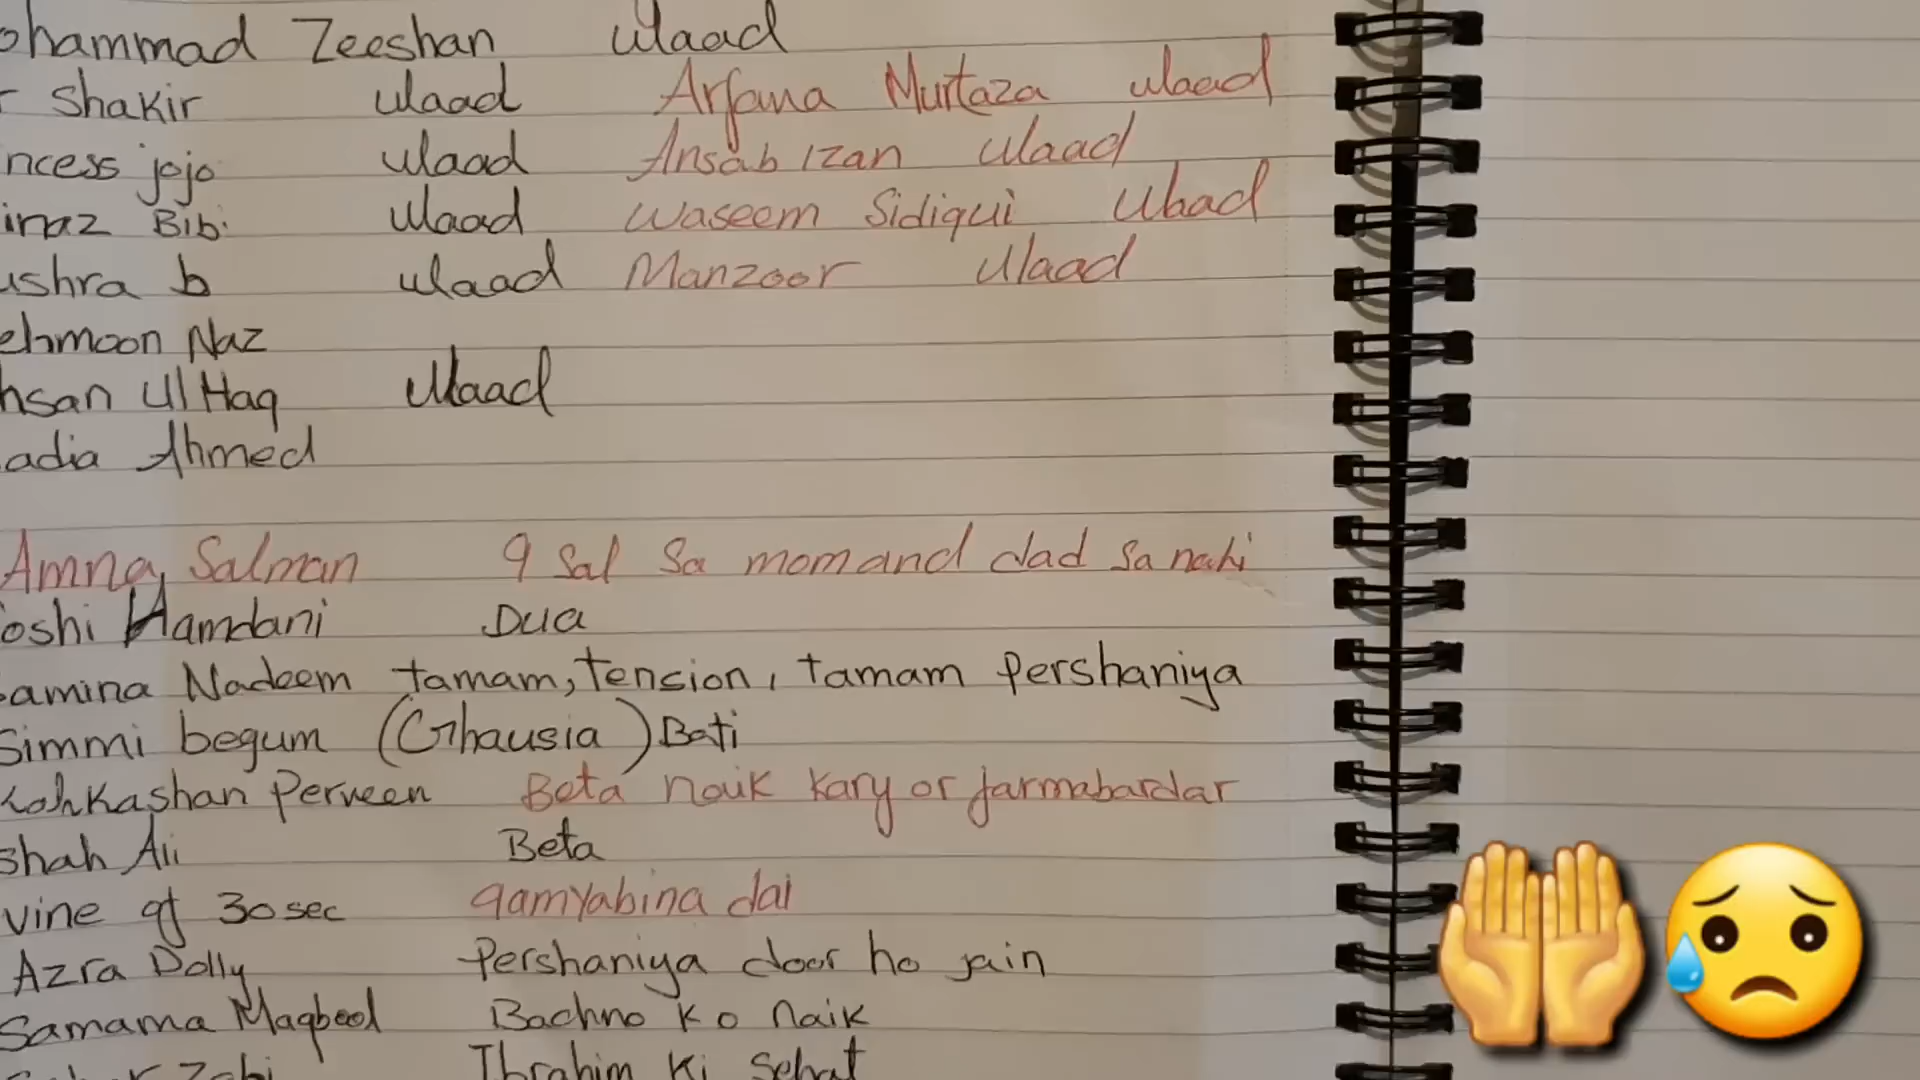 ohammad Zeeshan ulaad
r Shakir ulaad Arfana Murtaza ulaad
ncess jojo ulaad Ansab Izan ulaad
inaz Bibi ulaad Waseem Sidiqui Ulaad
ushra b ulaad Manzoor Ulaad
ehmoon Naz
hsan Ul Haq Ulaad
adia Ahmed
Amna Salman 9 Sal Sa mom and dad sa nahi
oshi Hamdani Dua
amina Nadeem tamam, tension, tamam pershaniya
Simmi begum (Ghausia) Bati
kahkashan Perveen Beta naik kary or farmabardar
shah Ali Beta
vine of 30 sec qamyabina dai
Azra Dolly Pershaniya door ho jain
Samama Maqbool Bachno ko Naik
Zabi Ibrahim Ki Sehat